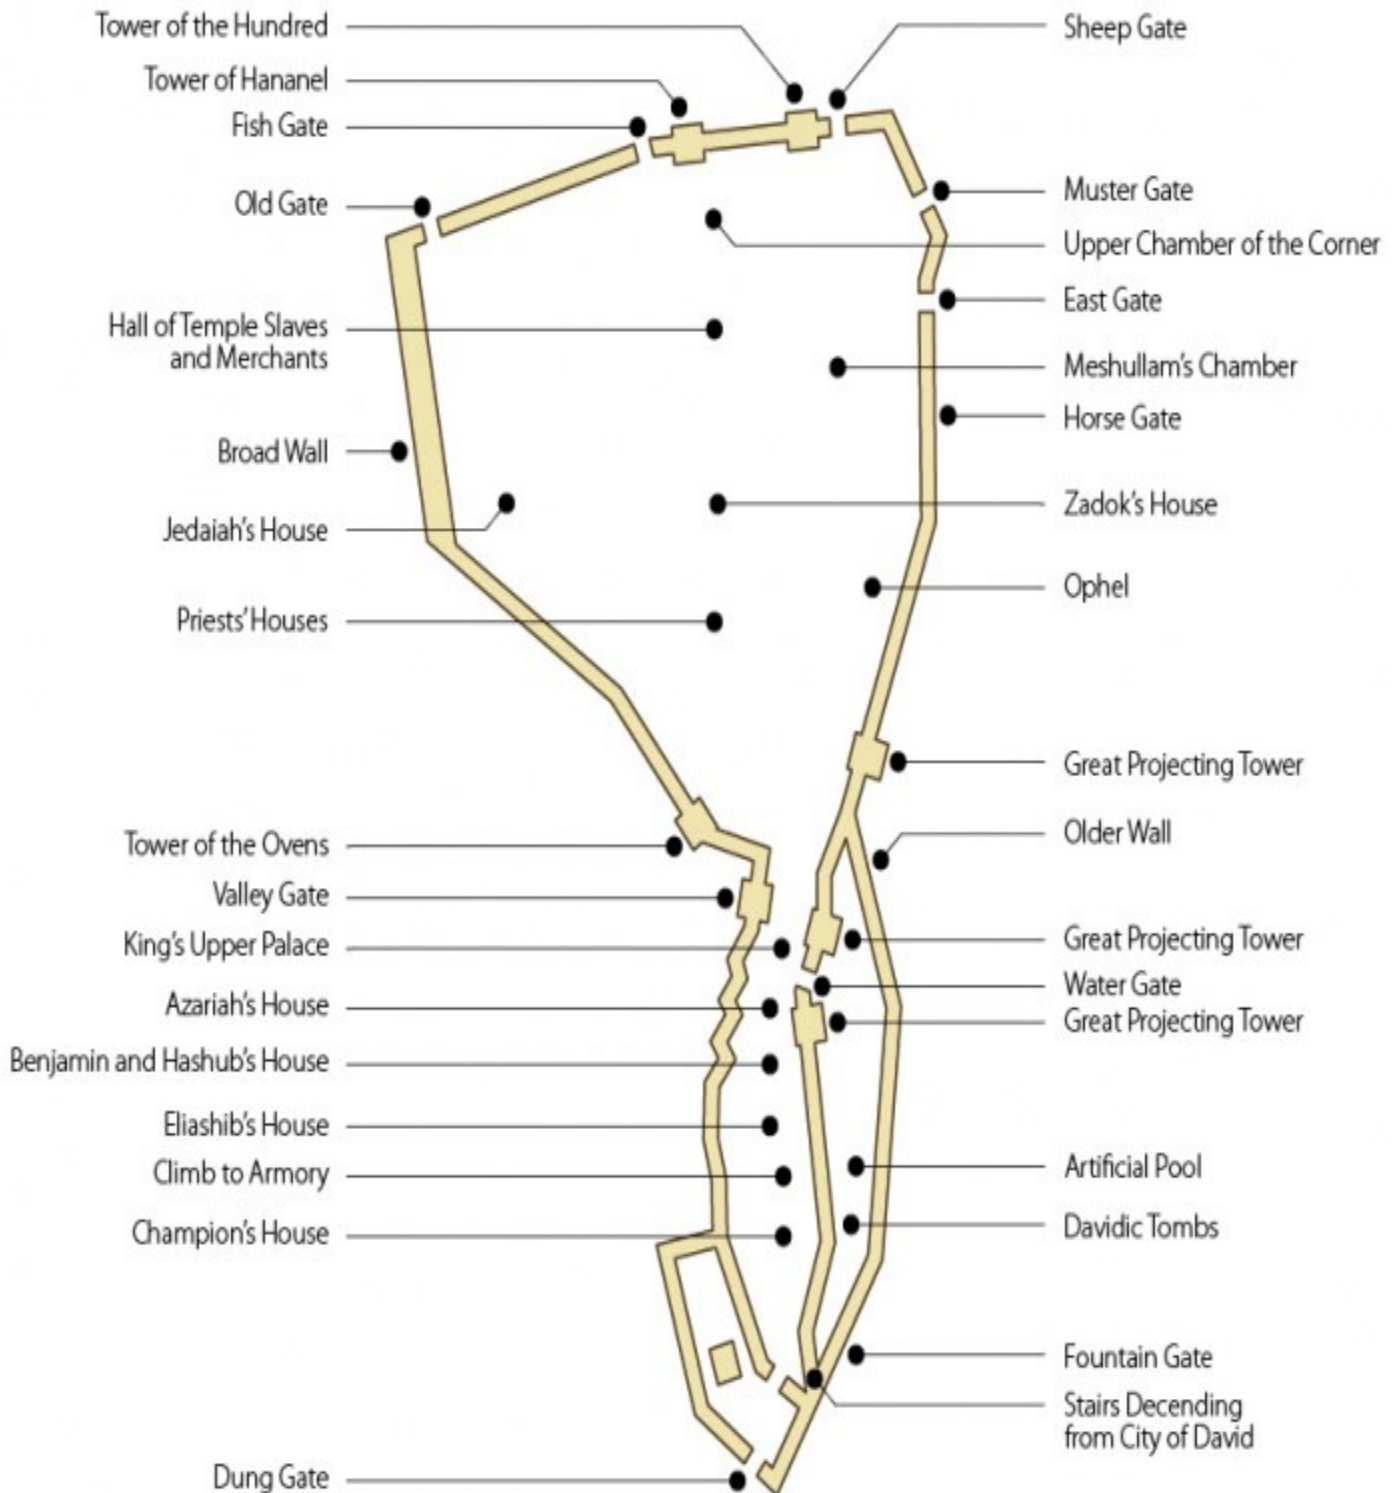 Tower of the Hundred
Tower of Hananel
Fish Gate
Old Gate
Hall of Temple Slaves
and Merchants
Broad Wall
Jedaiah's House
Priests' Houses
Tower of the Ovens
Valley Gate
King's Upper Palace
Azariah's House
Benjamin and Hashub's House
Eliashib's House
Climb to Armory
Champion's House
Dung Gate
Sheep Gate
Muster Gate
Upper Chamber of the Corner
East Gate
Meshullam's Chamber
Horse Gate
Zadok's House
Ophel
Great Projecting Tower
Older Wall
Great Projecting Tower
Water Gate
Great Projecting Tower
Artificial Pool
Davidic Tombs
Fountain Gate
Stairs Decending
from City of David